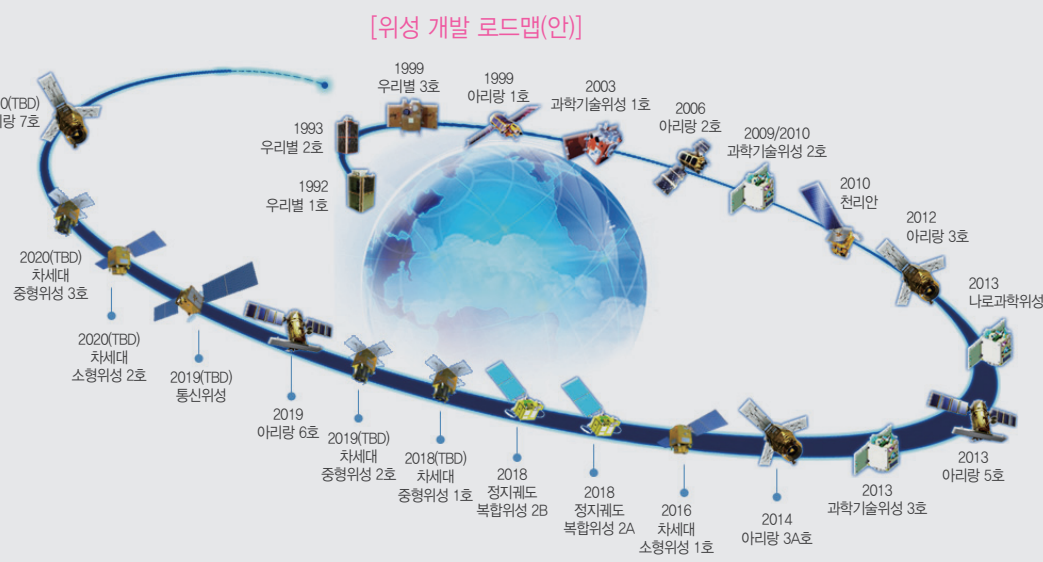 [위성 개발 로드맵(안)]
1992
우리별 1호
1993
우리별 2호
1999
우리별 3호
1999
아리랑 1호
2003
과학기술위성 1호
2006
아리랑 2호
2009/2010
과학기술위성 2호
2010
천리안
2012
아리랑 3호
2013
나로과학위성
2013
아리랑 5호
2013
과학기술위성 3호
2014
아리랑 3A호
2016
차세대
소형위성 1호
2018
정지궤도
복합위성 2A
2018
정지궤도
복합위성 2B
2018(TBD)
차세대
중형위성 1호
2019(TBD)
차세대
중형위성 2호
2019
아리랑 6호
2019(TBD)
통신위성
2020(TBD)
차세대
소형위성 2호
2020(TBD)
차세대
중형위성 3호
0(TBD)
리랑 7호